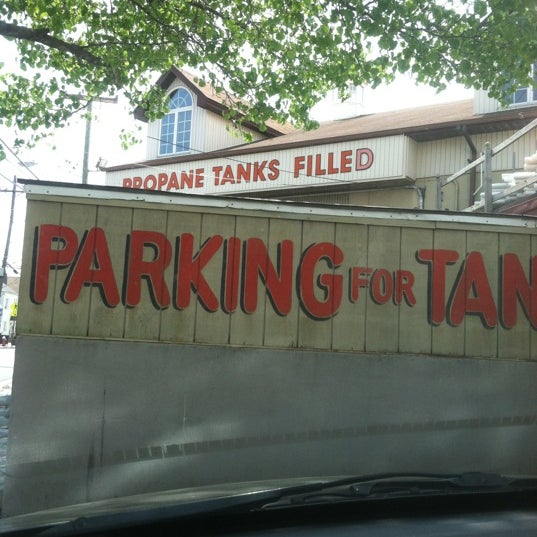 PROPANE TANKS FILLED
PARKING FOR TAN